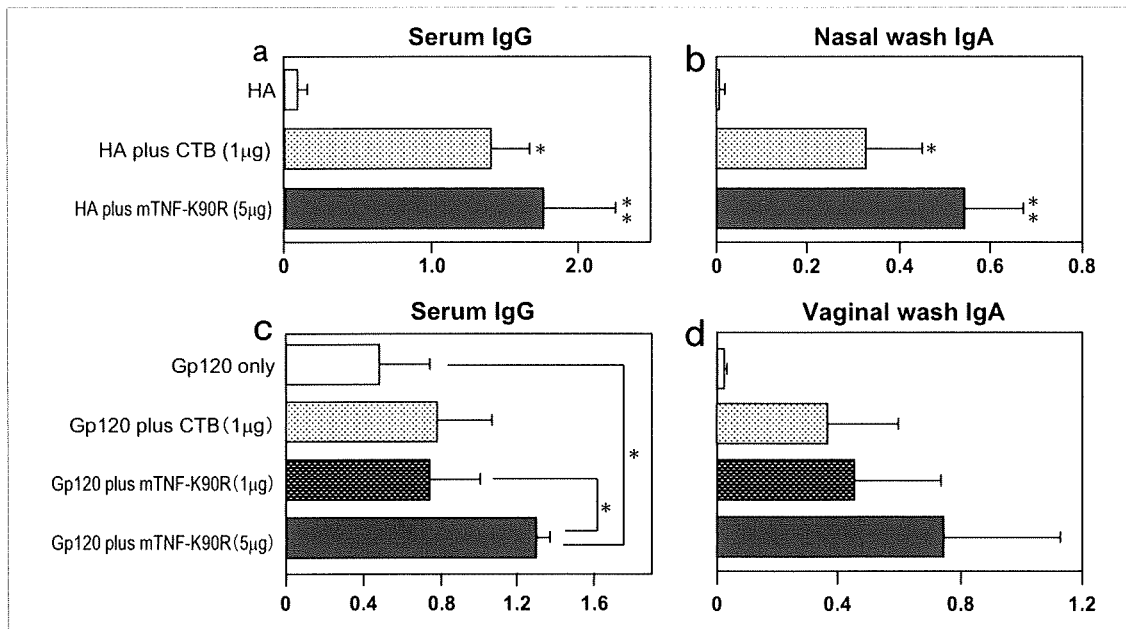 a
Serum IgG
HA
HA plus CTB (1μg)
*
HA plus mTNF-K90R (5μg)
**
0 1.0 2.0
b
Nasal wash IgA
*
**
0 0.2 0.4 0.6 0.8
c
Serum IgG
Gp120 only
Gp120 plus CTB (1μg)
Gp120 plus mTNF-K90R (1μg)
Gp120 plus mTNF-K90R (5μg)
*
*
0 0.4 0.8 1.2 1.6
d
Vaginal wash IgA
0 0.4 0.8 1.2